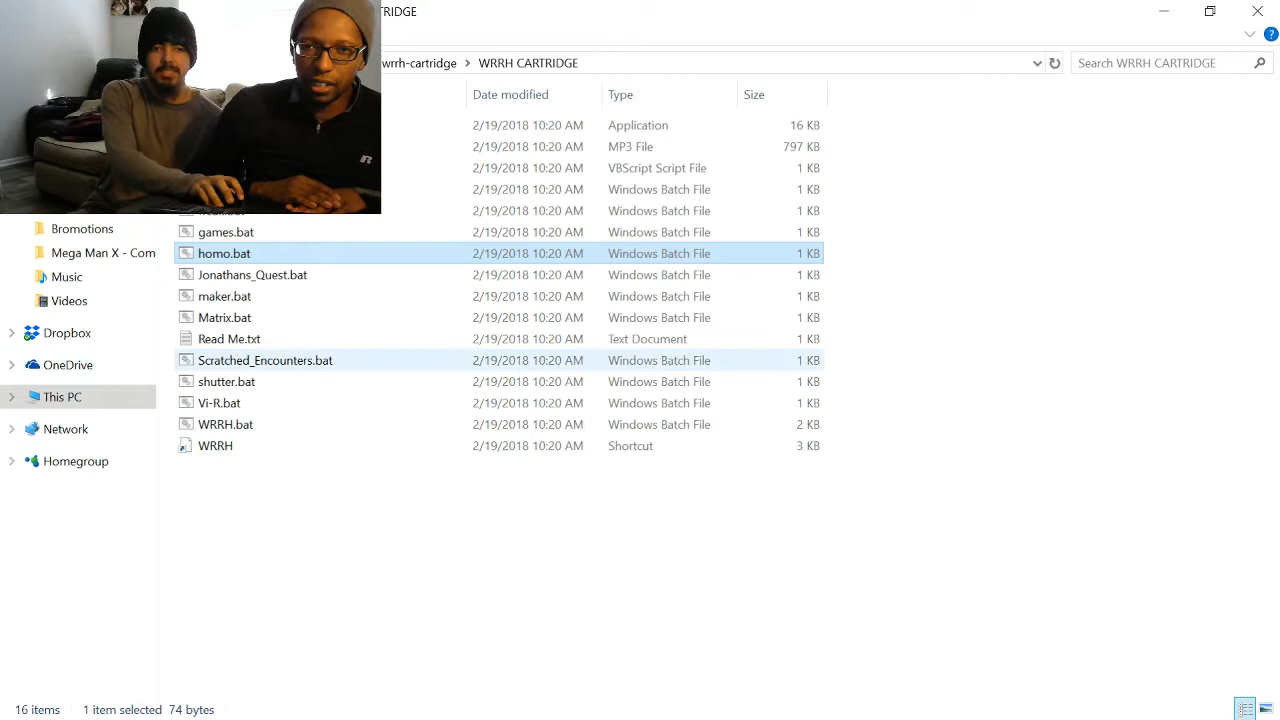 RTRIDGE
wrrh-cartridge > WRRH CARTRIDGE
Search WRRH CARTRIDGE
Date modified Type Size
2/19/2018 10:20 AM Application 16 KB
2/19/2018 10:20 AM MP3 File 797 KB
2/19/2018 10:20 AM VBScript Script File 1 KB
2/19/2018 10:20 AM Windows Batch File 1 KB
2/19/2018 10:20 AM Windows Batch File 1 KB
games.bat 2/19/2018 10:20 AM Windows Batch File 1 KB
homo.bat 2/19/2018 10:20 AM Windows Batch File 1 KB
Jonathans_Quest.bat 2/19/2018 10:20 AM Windows Batch File 1 KB
maker.bat 2/19/2018 10:20 AM Windows Batch File 1 KB
Matrix.bat 2/19/2018 10:20 AM Windows Batch File 1 KB
Read Me.txt 2/19/2018 10:20 AM Text Document 1 KB
Scratched_Encounters.bat 2/19/2018 10:20 AM Windows Batch File 1 KB
shutter.bat 2/19/2018 10:20 AM Windows Batch File 1 KB
Vi-R.bat 2/19/2018 10:20 AM Windows Batch File 1 KB
WRRH.bat 2/19/2018 10:20 AM Windows Batch File 2 KB
WRRH 2/19/2018 10:20 AM Shortcut 3 KB
Bromotions
Mega Man X - Com
Music
Videos
Dropbox
OneDrive
This PC
Network
Homegroup
16 items 1 item selected 74 bytes